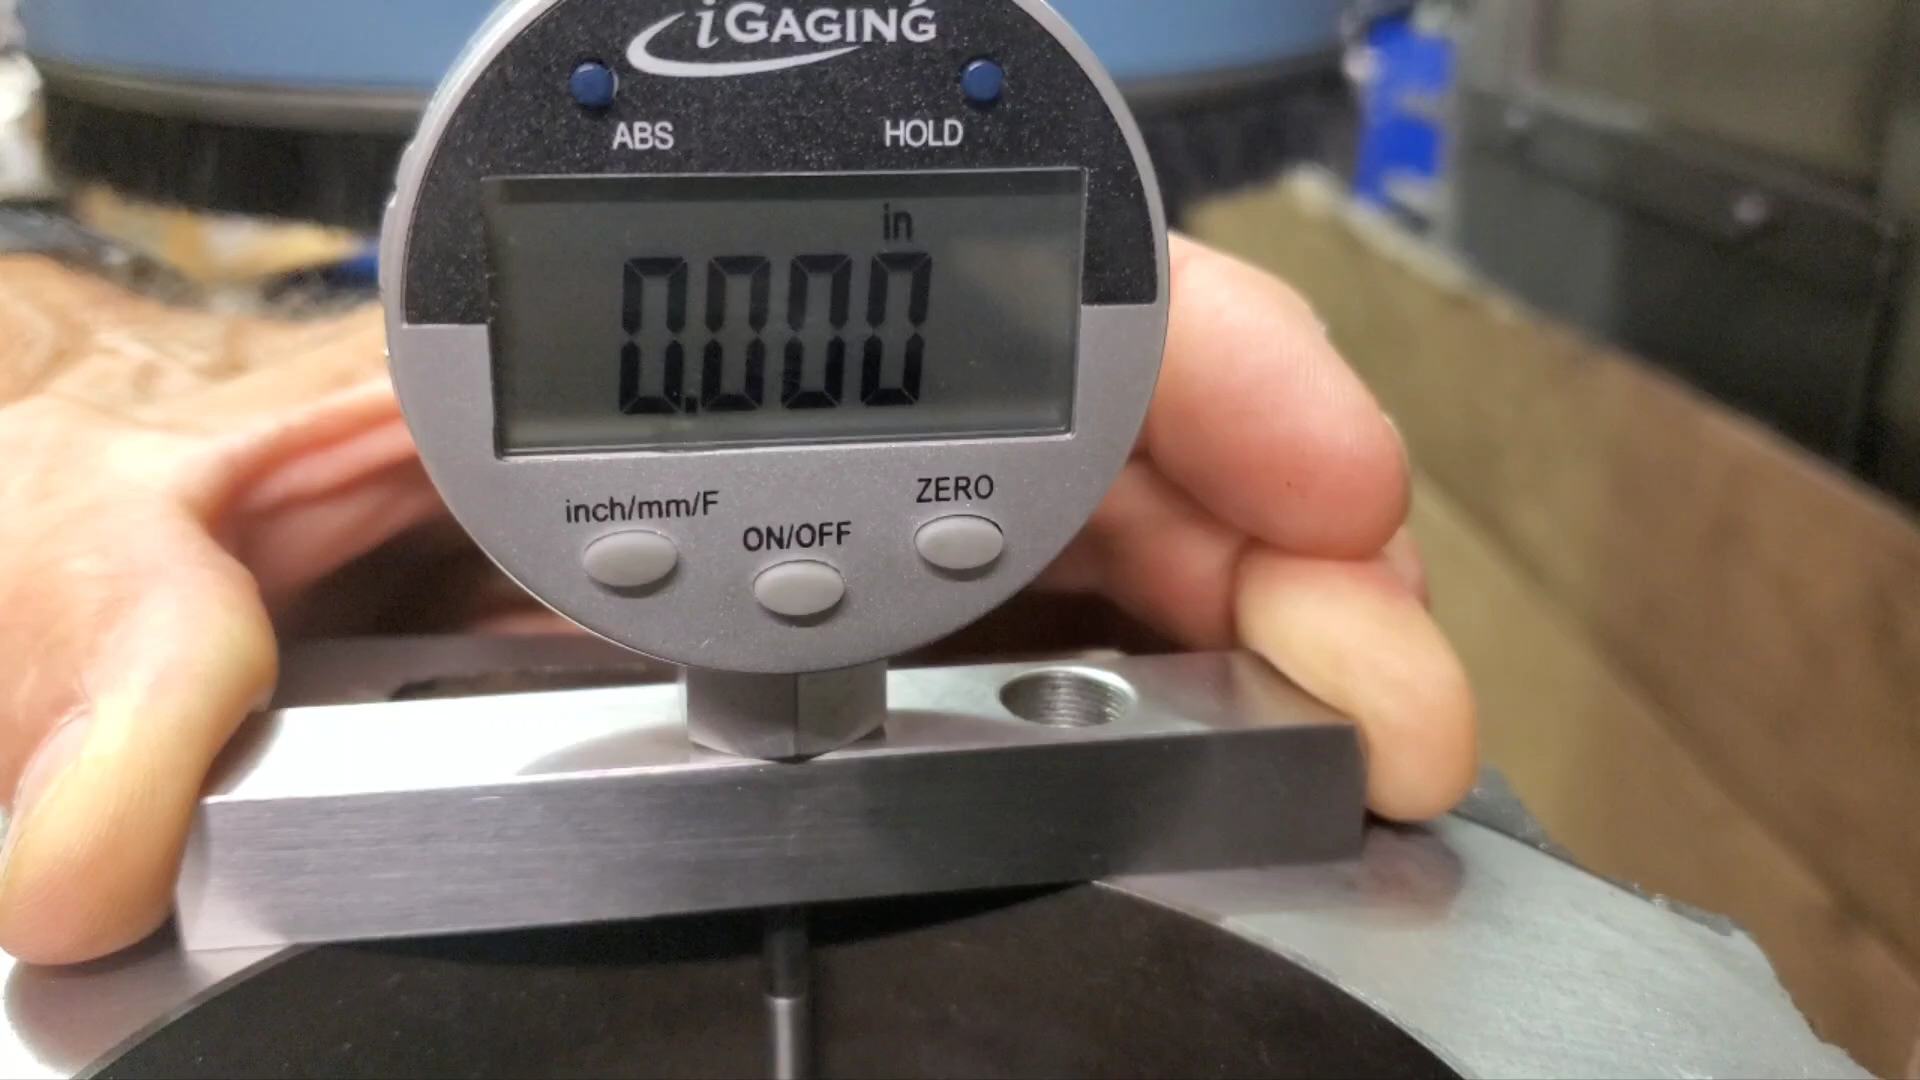 iGAGING
ABS HOLD
in
0.000
inch/mm/F ON/OFF ZERO